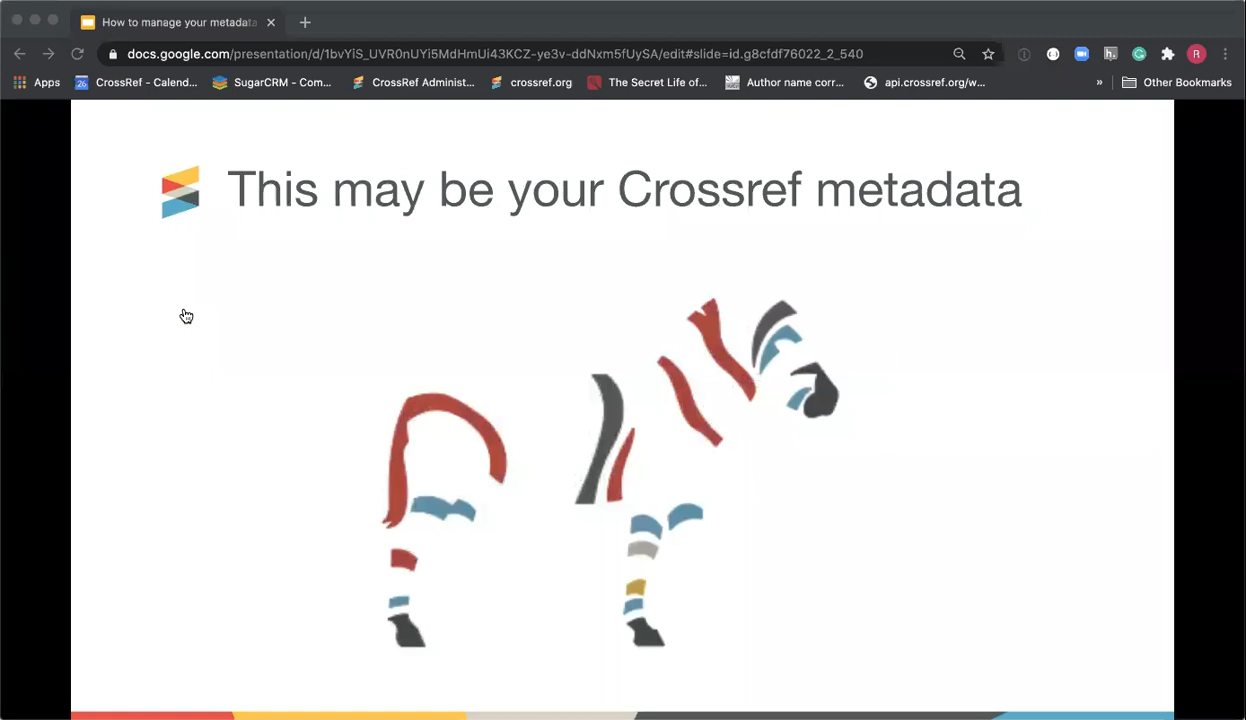 How to manage your metadata
docs.google.com/presentation/d/1bvYiS_UVR0nUYi5MdHmUi43KCZ-ye3v-ddNxm5fUySA/edit#slide=id.g8cfdf76022_2_540
R
Apps
26
CrossRef - Calend...
SugarCRM - Com...
CrossRef Administ...
crossref.org
The Secret Life of...
Author name corr...
api.crossref.org/w...
»
Other Bookmarks
This may be your Crossref metadata